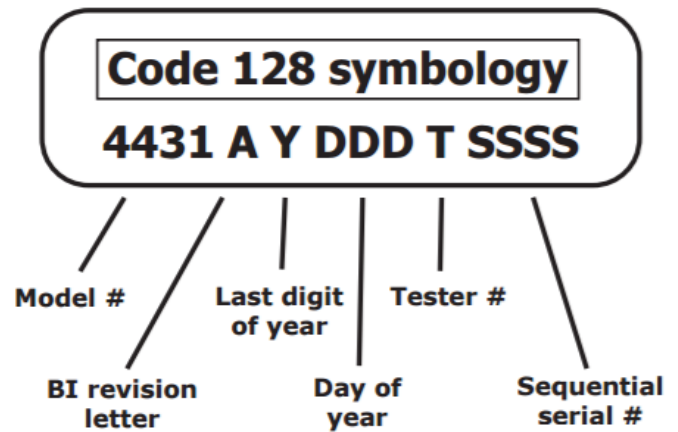 Code 128 symbology
4431 A Y DDD T SSSS
Model #
Last digit
of year
Tester #
BI revision
letter
Day of
year
Sequential
serial #